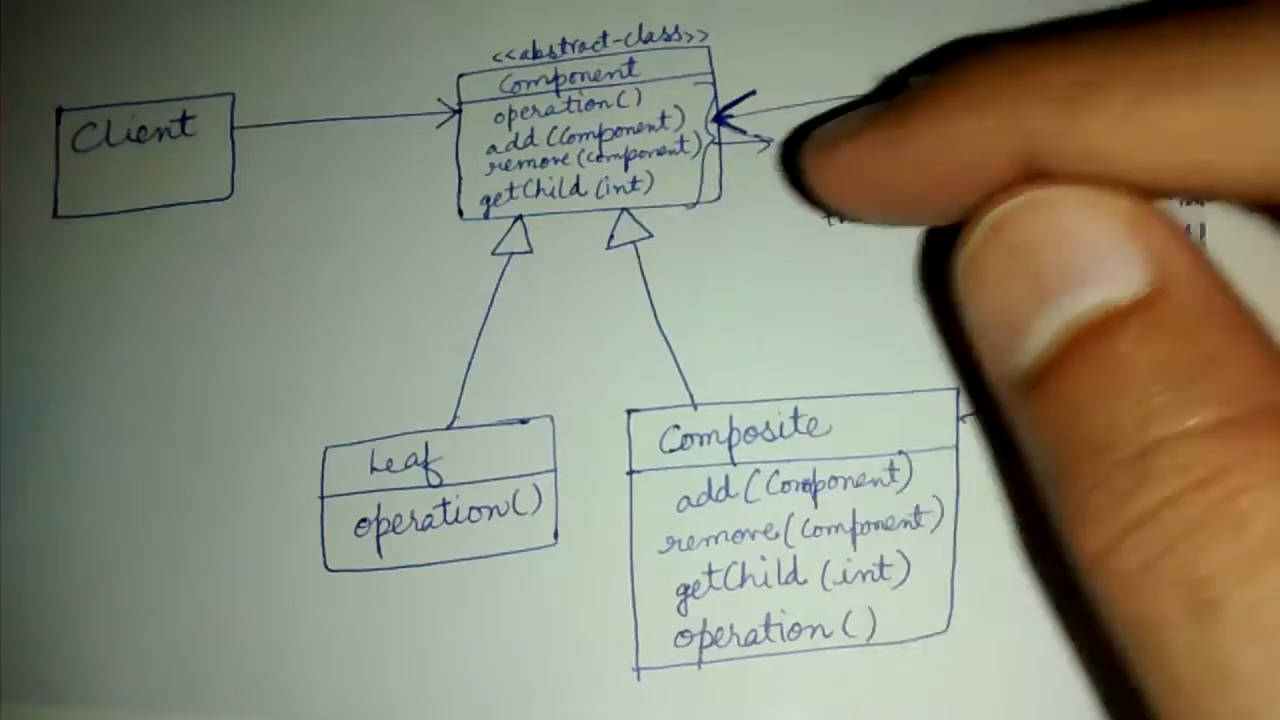 <<abstract-class>>
Component
Client
operation()
add(Component)
remove(component)
getChild(int)
Leaf
operation()
Composite
add(Component)
remove(Component)
getChild(int)
operation()